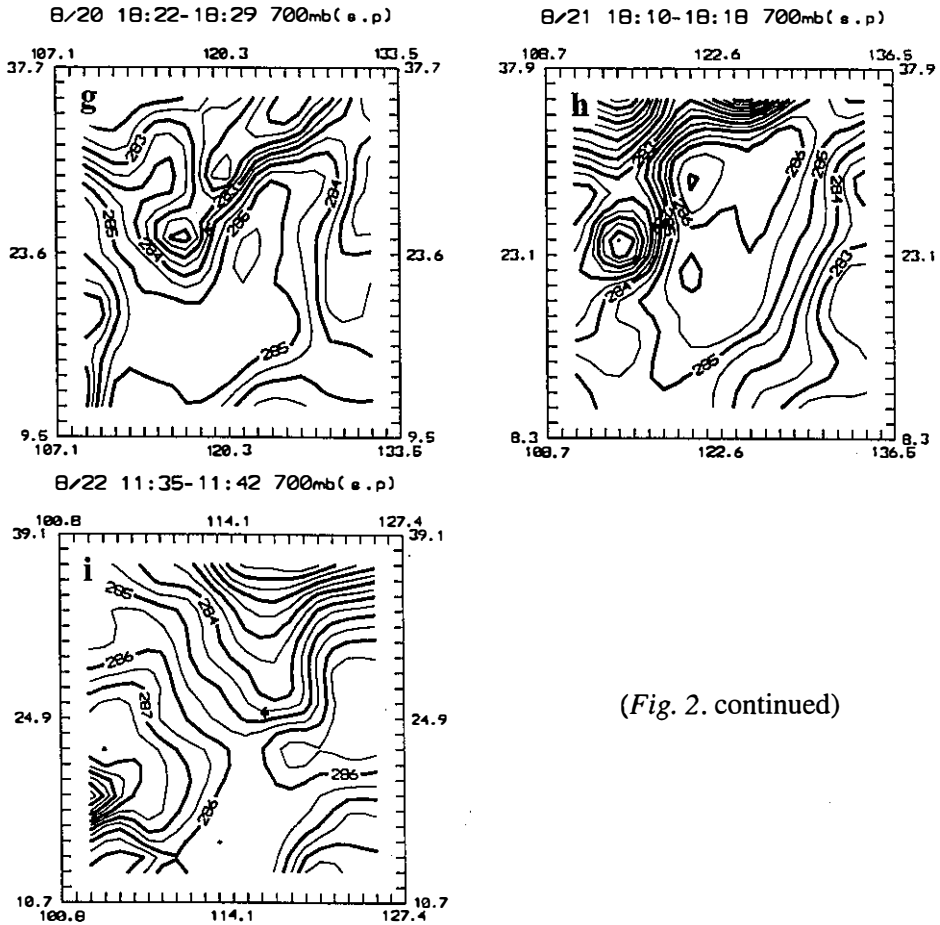 8/20 18:22-18:29 700mb(s.p)
107.1 120.3 133.5
37.7 37.7
g
283
285
284
286
284
23.6 23.6
285
9.5 9.5
107.1 120.3 133.5
8/21 18:10-18:18 700mb(s.p)
108.7 122.6 136.5
37.9 37.9
h
283
286
286
284
23.1 23.1
283
284
285
8.3 8.3
108.7 122.6 136.5
8/22 11:35-11:42 700mb(s.p)
100.8 114.1 127.4
39.1 39.1
i
285
284
286
287
24.9 24.9
286
286
10.7 10.7
100.8 114.1 127.4
(Fig. 2. continued)